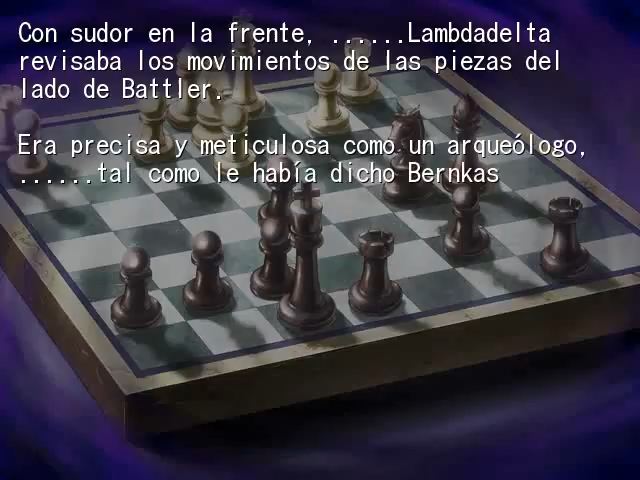 Con sudor en la frente, ......Lambdadelta
revisaba los movimientos de las piezas del
lado de Battler.
Era precisa y meticulosa como un arqueólogo,
......tal como le había dicho Bernkas